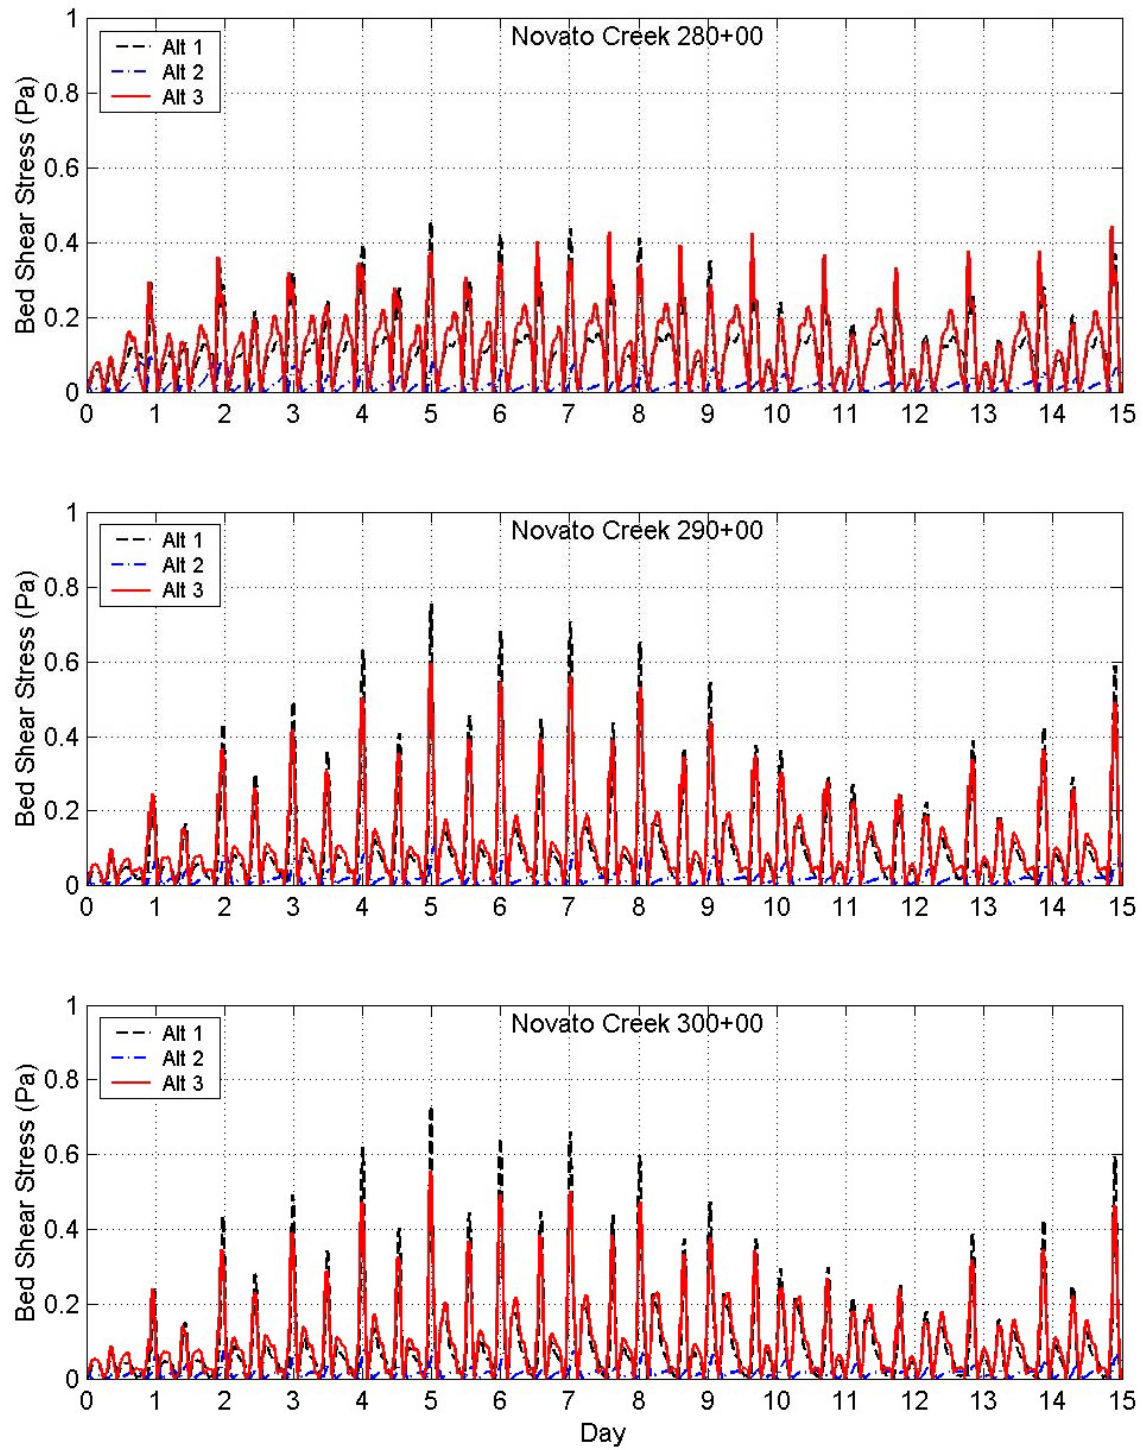 Novato Creek 280+00
Alt 1
Alt 2
Alt 3
Bed Shear Stress (Pa)
1
0.8
0.6
0.4
0.2
0
0 1 2 3 4 5 6 7 8 9 10 11 12 13 14 15
Novato Creek 290+00
Alt 1
Alt 2
Alt 3
Bed Shear Stress (Pa)
1
0.8
0.6
0.4
0.2
0
0 1 2 3 4 5 6 7 8 9 10 11 12 13 14 15
Novato Creek 300+00
Alt 1
Alt 2
Alt 3
Bed Shear Stress (Pa)
1
0.8
0.6
0.4
0.2
0
0 1 2 3 4 5 6 7 8 9 10 11 12 13 14 15
Day